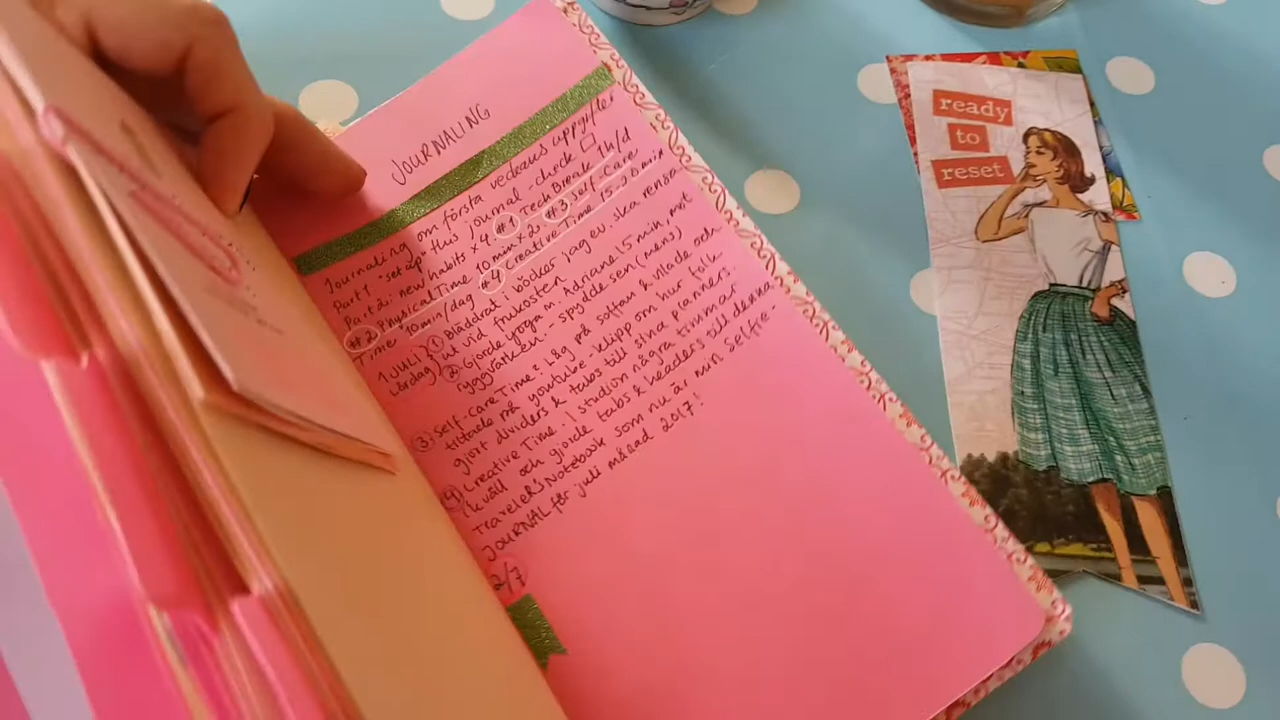 JOURNALING
Journaling om första veckans uppgifter
Part 1 "set up this journal - check
Part 2: new habits x 4. #1 Tech Break 1h/d
#2 Physical Time 10 min x 2. #3 Self-Care
Time 10 min/dag #4 Creative Time 15-20 min
1 JULI: ① Bläddrat i böcker jag ev. ska rensa
Lördag ut vid frukosten.
② Gjorde yoga m. Adriane 15 min, mot
ryggvärken - spyddesen (mens)
③ Self-Care Time: Låg på soffan & vilade och
tittade på youtube-klipp om hur folk
gjort dividers & tabs till sina planners.
④ Creative Time. I studion några timmar
ikväll och gjorde tabs & headers till denna
Traveler's Notebook som nu är min selfie
JOURNAL för juli månad 2017!
2/7
ready
to
reset